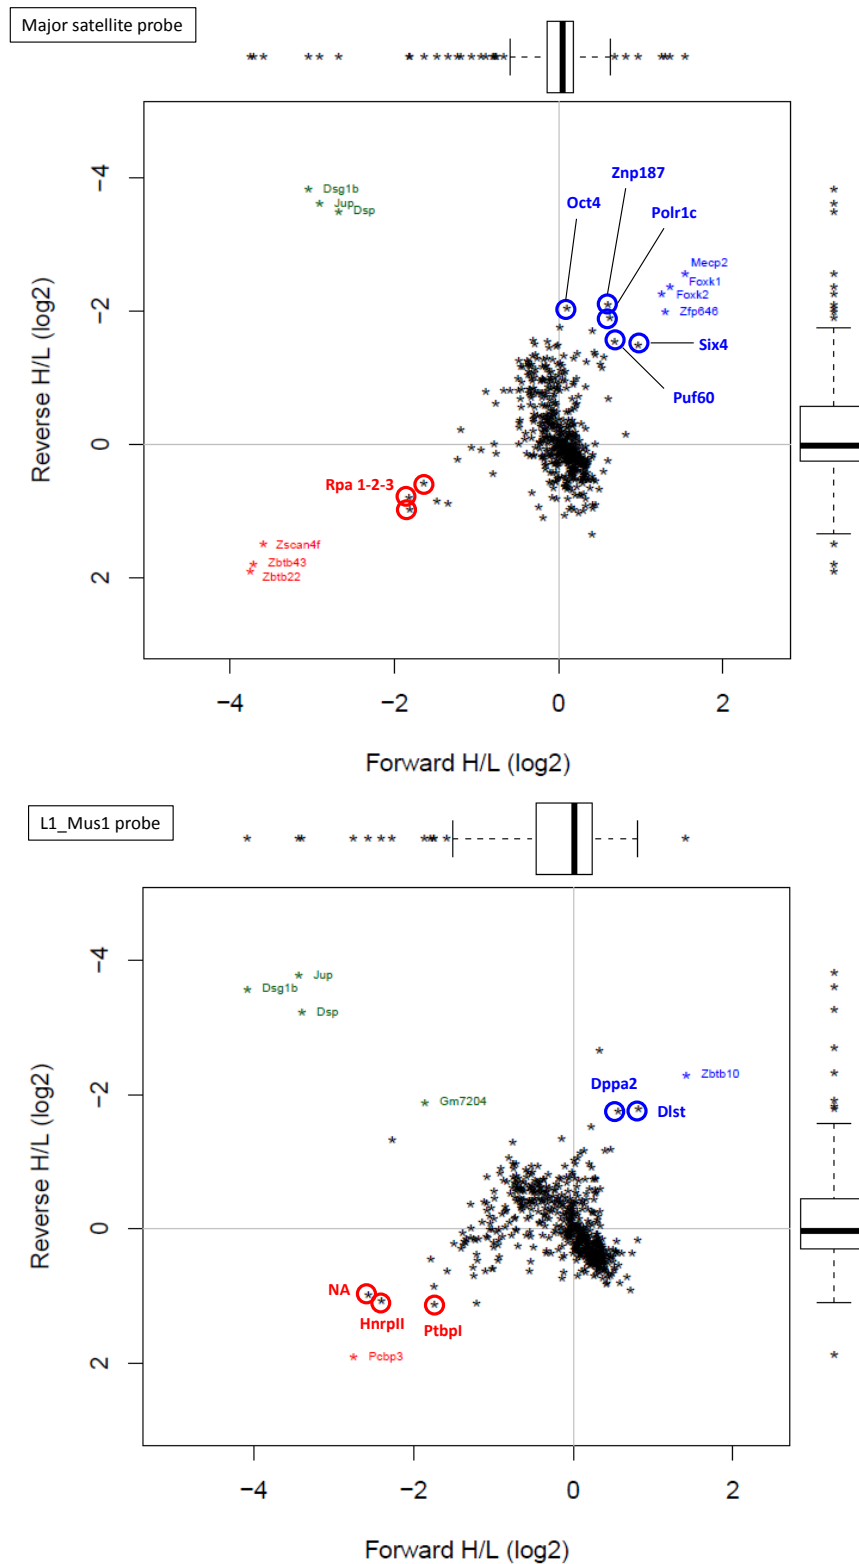 Major satellite probe
−4
−2
0
2
Reverse H/L (log2)
Dsg1b
Jup
Dsp
Znp187
Oct4
Polr1c
Mecp2
Foxk1
Foxk2
Zfp646
Six4
Puf60
Rpa 1-2-3
Zscan4f
Zbtb43
Zbtb22
−4
−2
0
2
Forward H/L (log2)
L1_Mus1 probe
−4
−2
0
2
Reverse H/L (log2)
Jup
Dsg1b
Dsp
Gm7204
Zbtb10
Dppa2
Dlst
NA
HnrplI
PtbpI
Pcbp3
−4
−2
0
2
Forward H/L (log2)